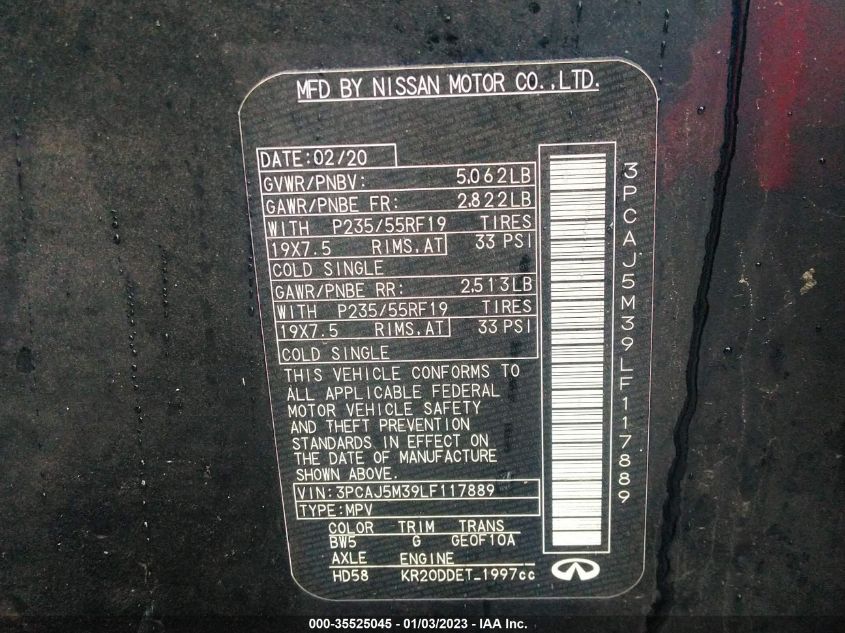 MFD BY NISSAN MOTOR CO.,LTD.
DATE:02/20
GVWR/PNBV: 5,062LB
GAWR/PNBE FR: 2,822LB
WITH P235/55RF19 TIRES
19X7.5 RIMS.AT 33 PSI
COLD SINGLE
GAWR/PNBE RR: 2,513LB
WITH P235/55RF19 TIRES
19X7.5 RIMS.AT 33 PSI
COLD SINGLE
THIS VEHICLE CONFORMS TO
ALL APPLICABLE FEDERAL
MOTOR VEHICLE SAFETY
AND THEFT PREVENTION
STANDARDS IN EFFECT ON
THE DATE OF MANUFACTURE
SHOWN ABOVE.
VIN:3PCAJ5M39LF117889
TYPE:MPV
COLOR TRIM TRANS
BW5 G GE0F10A
AXLE ENGINE
HD58 KR20DDET_1997cc
3PCAJ5M39LF117889
000-35525045 - 01/03/2023 - IAA Inc.